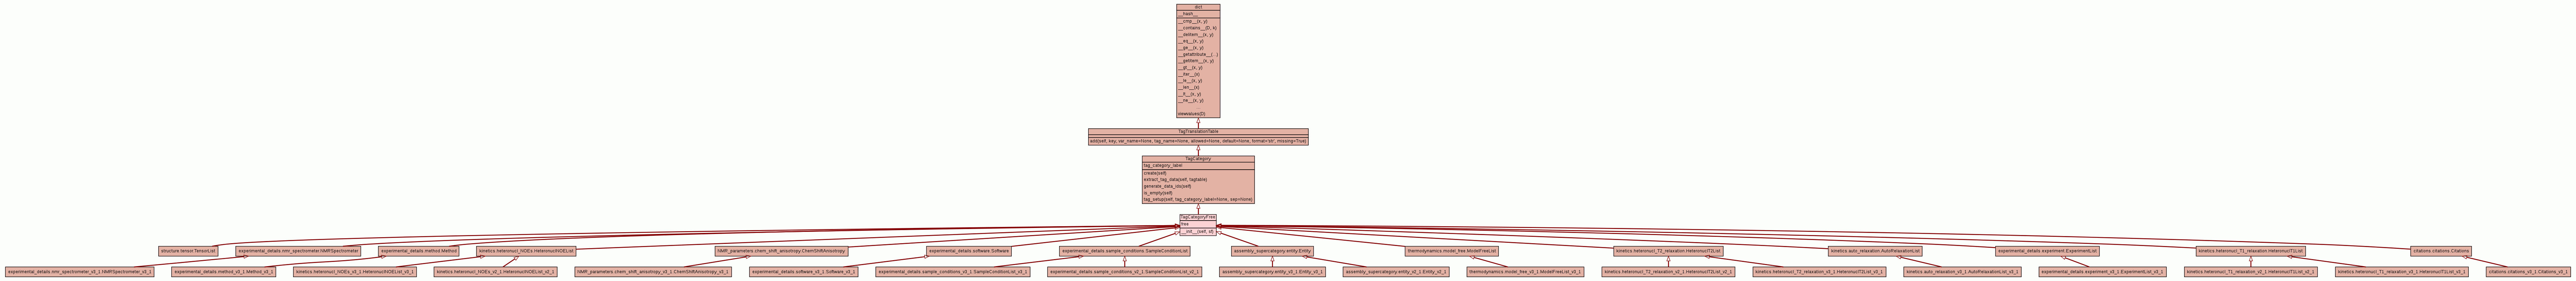 dict
__hash__
__cmp__(x, y)
__contains__(D, k)
__delitem__(x, y)
__eq__(x, y)
__ge__(x, y)
__getattribute__(...)
__getitem__(x, y)
__gt__(x, y)
__iter__(x)
__le__(x, y)
__len__(x)
__lt__(x, y)
__ne__(x, y)
viewvalues(D)
TagTranslationTable
add(self, key, var_name=None, tag_name=None, allowed=None, default=None, format='str', missing=True)
TagCategory
tag_category_label
create(self)
extract_tag_data(self, tagtable)
generate_data_ids(self)
is_empty(self)
tag_setup(self, tag_category_label=None, sep=None)
TagCategoryFree
free
__init__(self, sf)
structure.tensor.TensorList
experimental_details.nmr_spectrometer.NMRSpectrometer
experimental_details.method.Method
kinetics.heteronucl_NOEs.HeteronuclNOEList
NMR_parameters.chem_shift_anisotropy.ChemShiftAnisotropy
experimental_details.software.Software
experimental_details.sample_conditions.SampleConditionList
assembly_supercategory.entity.Entity
thermodynamics.model_free.ModelFreeList
kinetics.heteronucl_T2_relaxation.HeteronuclT2List
kinetics.auto_relaxation.AutoRelaxationList
experimental_details.experiment.ExperimentList
kinetics.heteronucl_T1_relaxation.HeteronuclT1List
citations.citations.Citations
experimental_details.nmr_spectrometer_v3_1.NMRSpectrometer_v3_1
experimental_details.method_v3_1.Method_v3_1
kinetics.heteronucl_NOEs_v3_1.HeteronuclNOEList_v3_1
kinetics.heteronucl_NOEs_v2_1.HeteronuclNOEList_v2_1
NMR_parameters.chem_shift_anisotropy_v3_1.ChemShiftAnisotropy_v3_1
experimental_details.software_v3_1.Software_v3_1
experimental_details.sample_conditions_v3_1.SampleConditionList_v3_1
experimental_details.sample_conditions_v2_1.SampleConditionList_v2_1
assembly_supercategory.entity_v3_1.Entity_v3_1
assembly_supercategory.entity_v2_1.Entity_v2_1
thermodynamics.model_free_v3_1.ModelFreeList_v3_1
kinetics.heteronucl_T2_relaxation_v2_1.HeteronuclT2List_v2_1
kinetics.heteronucl_T2_relaxation_v3_1.HeteronuclT2List_v3_1
kinetics.auto_relaxation_v3_1.AutoRelaxationList_v3_1
experimental_details.experiment_v3_1.ExperimentList_v3_1
kinetics.heteronucl_T1_relaxation_v2_1.HeteronuclT1List_v2_1
kinetics.heteronucl_T1_relaxation_v3_1.HeteronuclT1List_v3_1
citations.citations_v3_1.Citations_v3_1